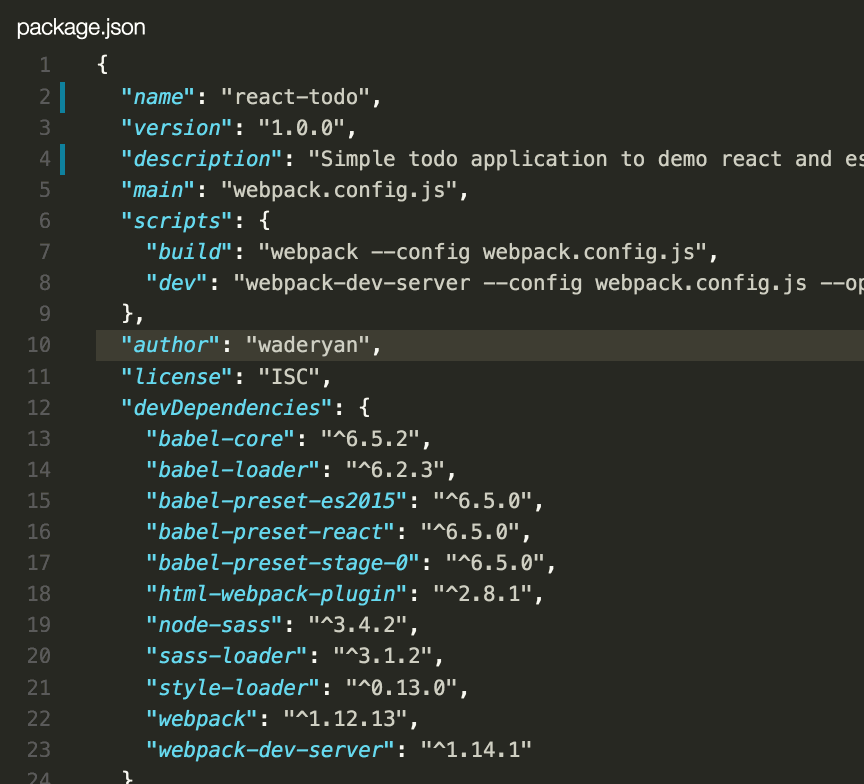 package.json
1 {
2 "name": "react-todo",
3 "version": "1.0.0",
4 "description": "Simple todo application to demo react and es
5 "main": "webpack.config.js",
6 "scripts": {
7 "build": "webpack --config webpack.config.js",
8 "dev": "webpack-dev-server --config webpack.config.js --op
9 },
10 "author": "waderyan",
11 "license": "ISC",
12 "devDependencies": {
13 "babel-core": "^6.5.2",
14 "babel-loader": "^6.2.3",
15 "babel-preset-es2015": "^6.5.0",
16 "babel-preset-react": "^6.5.0",
17 "babel-preset-stage-0": "^6.5.0",
18 "html-webpack-plugin": "^2.8.1",
19 "node-sass": "^3.4.2",
20 "sass-loader": "^3.1.2",
21 "style-loader": "^0.13.0",
22 "webpack": "^1.12.13",
23 "webpack-dev-server": "^1.14.1"
24 }